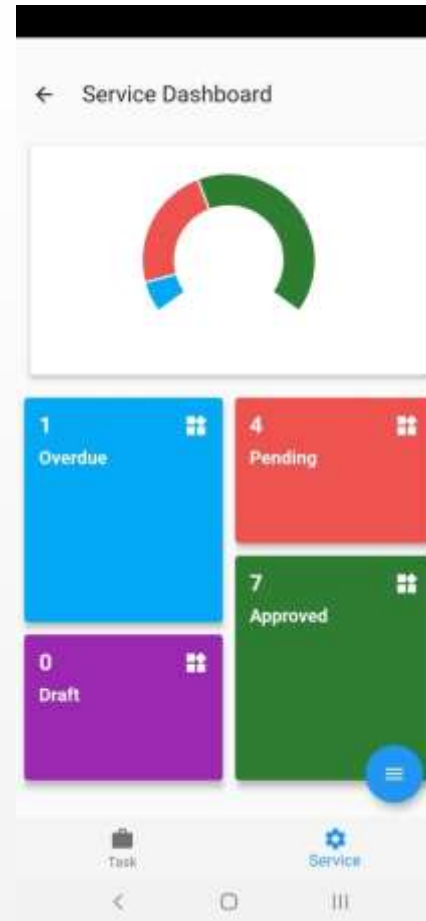 Service Dashboard
1
Overdue
4
Pending
7
Approved
0
Draft
Task
Service